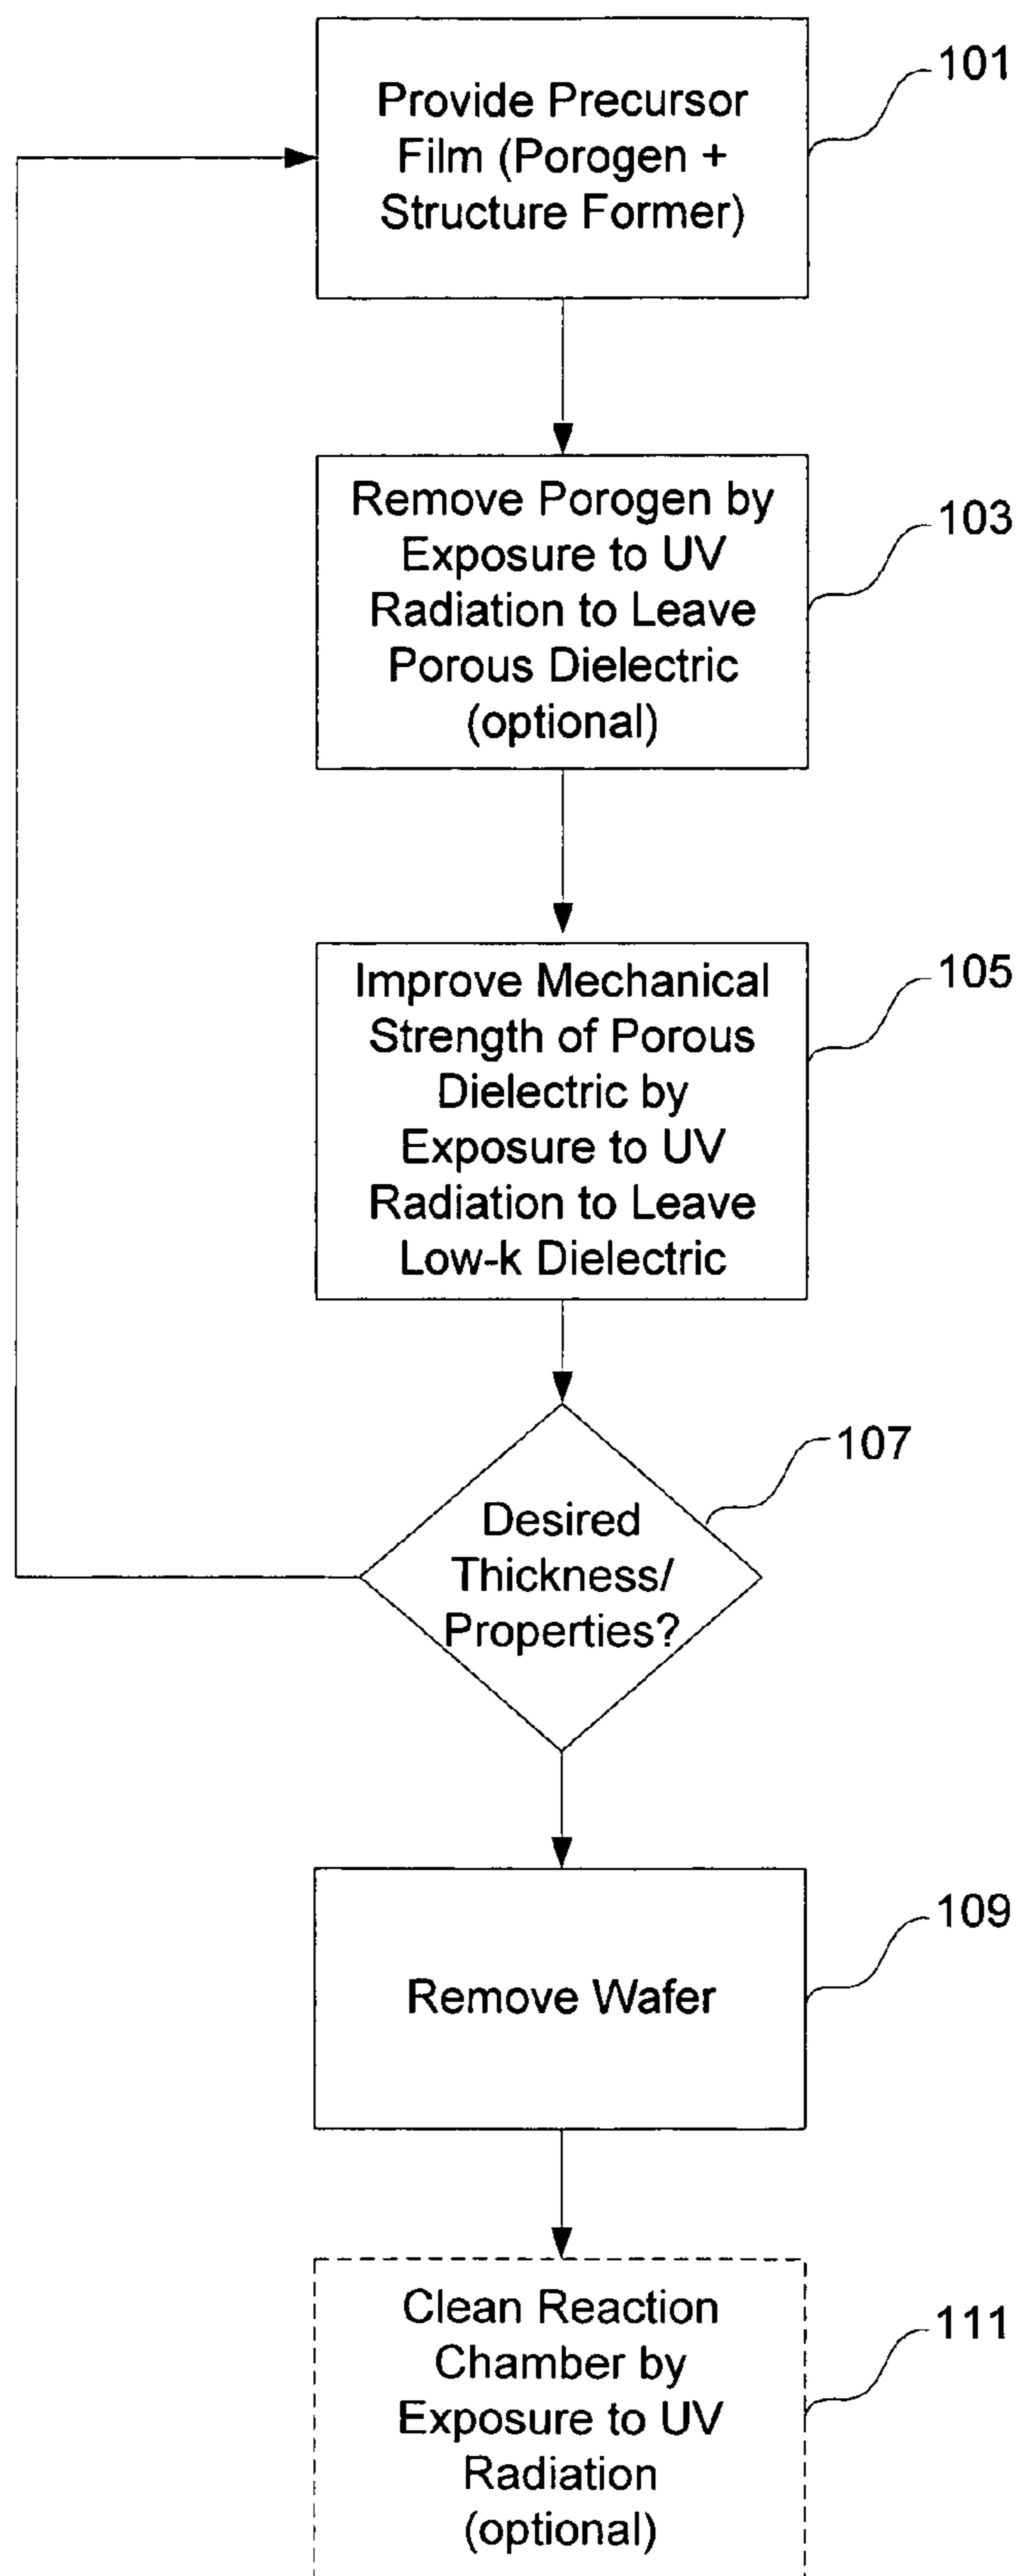 Provide Precursor
Film (Porogen +
Structure Former)
101
Remove Porogen by
Exposure to UV
Radiation to Leave
Porous Dielectric
(optional)
103
Improve Mechanical
Strength of Porous
Dielectric by
Exposure to UV
Radiation to Leave
Low-k Dielectric
105
Desired
Thickness/
Properties?
107
Remove Wafer
109
Clean Reaction
Chamber by
Exposure to UV
Radiation
(optional)
111